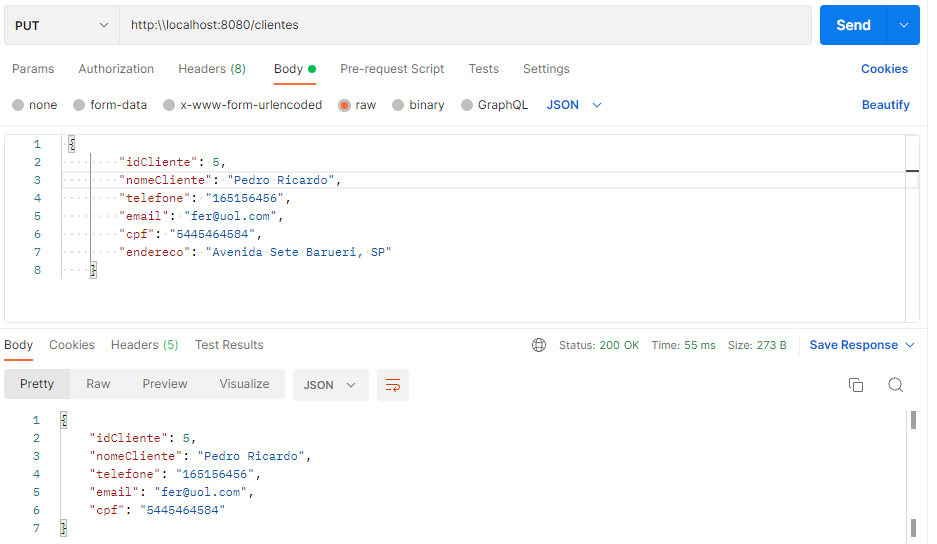 PUT http:\\localhost:8080/clientes Send
Params Authorization Headers (8) Body Pre-request Script Tests Settings Cookies
none form-data x-www-form-urlencoded raw binary GraphQL JSON Beautify
1 {
2 "idCliente": 5,
3 "nomeCliente": "Pedro Ricardo",
4 "telefone": "165156456",
5 "email": "fer@uol.com",
6 "cpf": "5445464584",
7 "endereco": "Avenida Sete Barueri, SP"
8 }
Body Cookies Headers (5) Test Results Status: 200 OK Time: 55 ms Size: 273 B Save Response
Pretty Raw Preview Visualize JSON
1 {
2 "idCliente": 5,
3 "nomeCliente": "Pedro Ricardo",
4 "telefone": "165156456",
5 "email": "fer@uol.com",
6 "cpf": "5445464584"
7 }